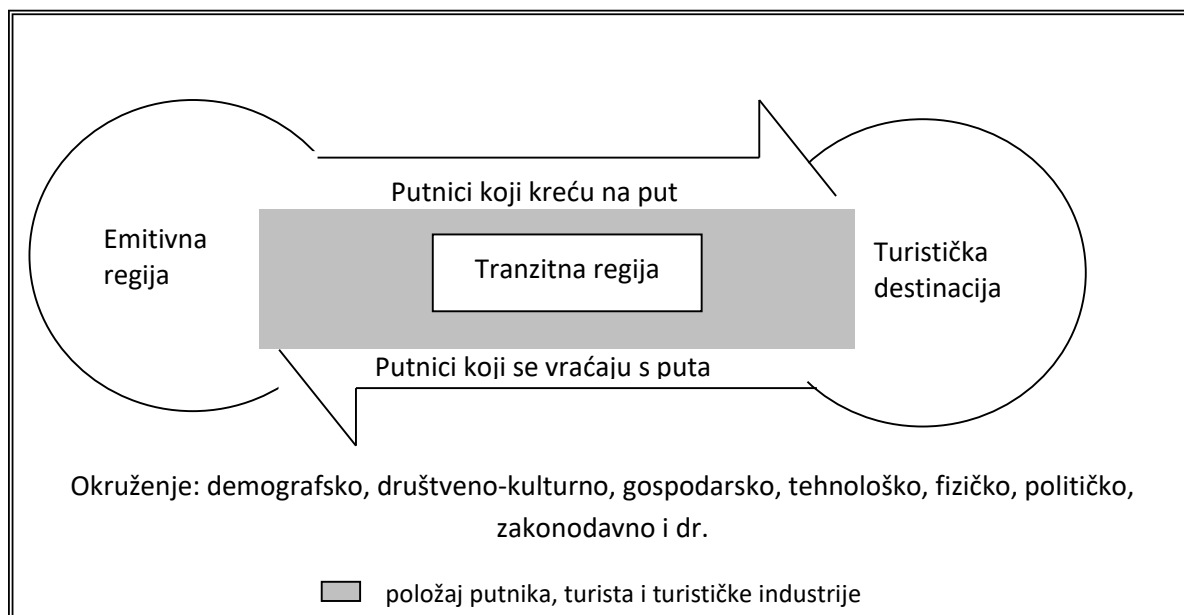 Putnici koji kreću na put
Emitivna
regija
Tranzitna regija
Turistička
destinacija
Putnici koji se vraćaju s puta
Okruženje: demografsko, društveno-kulturno, gospodarsko, tehnološko, fizičko, političko,
zakonodavno i dr.
položaj putnika, turista i turističke industrije